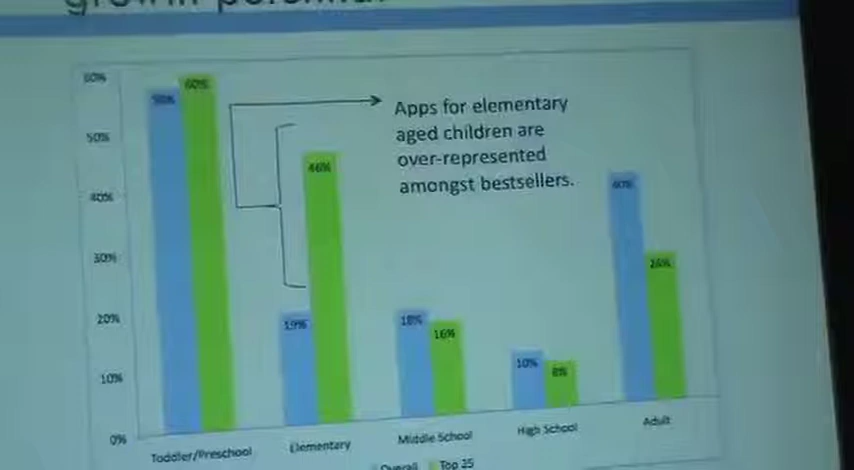 growth potential
60%
50%
40%
30%
20%
10%
0%
58%
60%
19%
46%
18%
16%
10%
8%
40%
26%
Apps for elementary
aged children are
over-represented
amongst bestsellers.
Toddler/Preschool
Elementary
Middle School
High School
Adult
Overall
Top 25